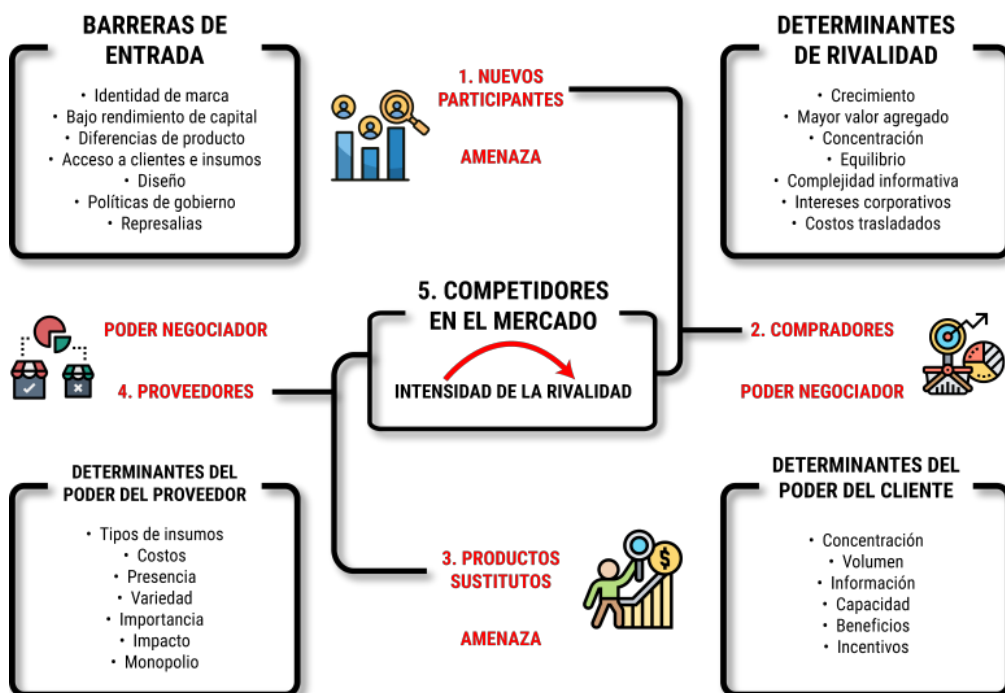 BARRERAS DE
ENTRADA
• Identidad de marca
• Bajo rendimiento de capital
• Diferencias de producto
• Acceso a clientes e insumos
• Diseño
• Políticas de gobierno
• Represalias
1. NUEVOS
PARTICIPANTES
AMENAZA
DETERMINANTES
DE RIVALIDAD
• Crecimiento
• Mayor valor agregado
• Concentración
• Equilibrio
• Complejidad informativa
• Intereses corporativos
• Costos trasladados
PODER NEGOCIADOR
4. PROVEEDORES
5. COMPETIDORES
EN EL MERCADO
INTENSIDAD DE LA RIVALIDAD
2. COMPRADORES
PODER NEGOCIADOR
DETERMINANTES DEL
PODER DEL PROVEEDOR
• Tipos de insumos
• Costos
• Presencia
• Variedad
• Importancia
• Impacto
• Monopolio
3. PRODUCTOS
SUSTITUTOS
AMENAZA
$
DETERMINANTES DEL
PODER DEL CLIENTE
• Concentración
• Volumen
• Información
• Capacidad
• Beneficios
• Incentivos